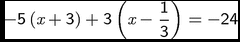 −5 (x + 3) + 3 (x − 1/3) = −24